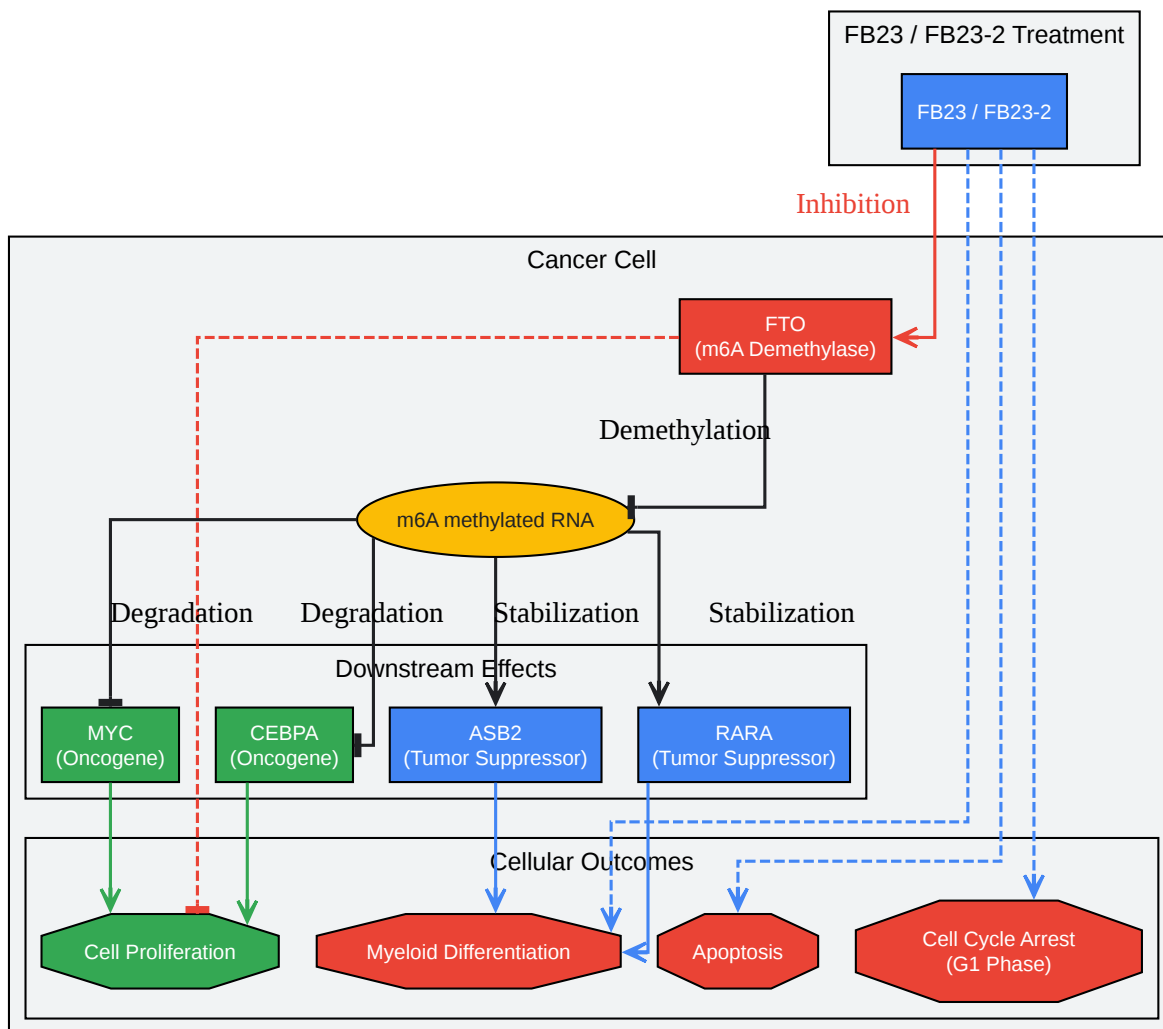 FB23 / FB23-2 Treatment
FB23 / FB23-2
Inhibition
Cancer Cell
FTO
(m6A Demethylase)
Demethylation
m6A methylated RNA
Degradation
Degradation
Stabilization
Stabilization
Downstream Effects
MYC
(Oncogene)
CEBPA
(Oncogene)
ASB2
(Tumor Suppressor)
RARA
(Tumor Suppressor)
Cellular Outcomes
Cell Proliferation
Myeloid Differentiation
Apoptosis
Cell Cycle Arrest
(G1 Phase)